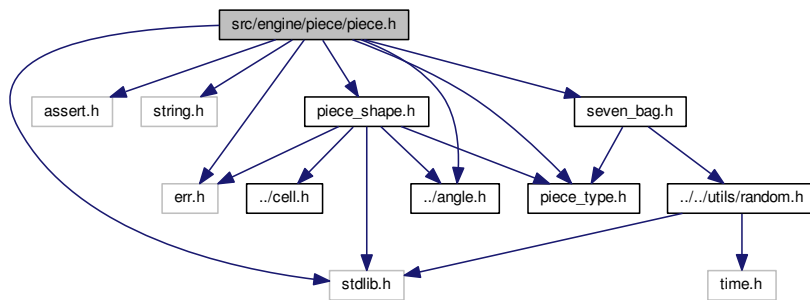 src/engine/piece/piece.h
assert.h
string.h
piece_shape.h
seven_bag.h
err.h
../cell.h
../angle.h
piece_type.h
../../utils/random.h
stdlib.h
time.h